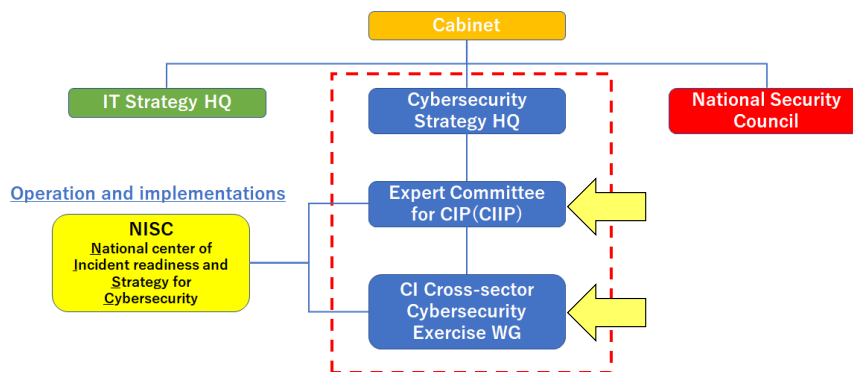 Cabinet
IT Strategy HQ
Cybersecurity
Strategy HQ
National Security
Council
Operation and implementations
Expert Committee
for CIP(CIIP)
NISC
National center of
Incident readiness and
Strategy for
Cybersecurity
CI Cross-sector
Cybersecurity
Exercise WG